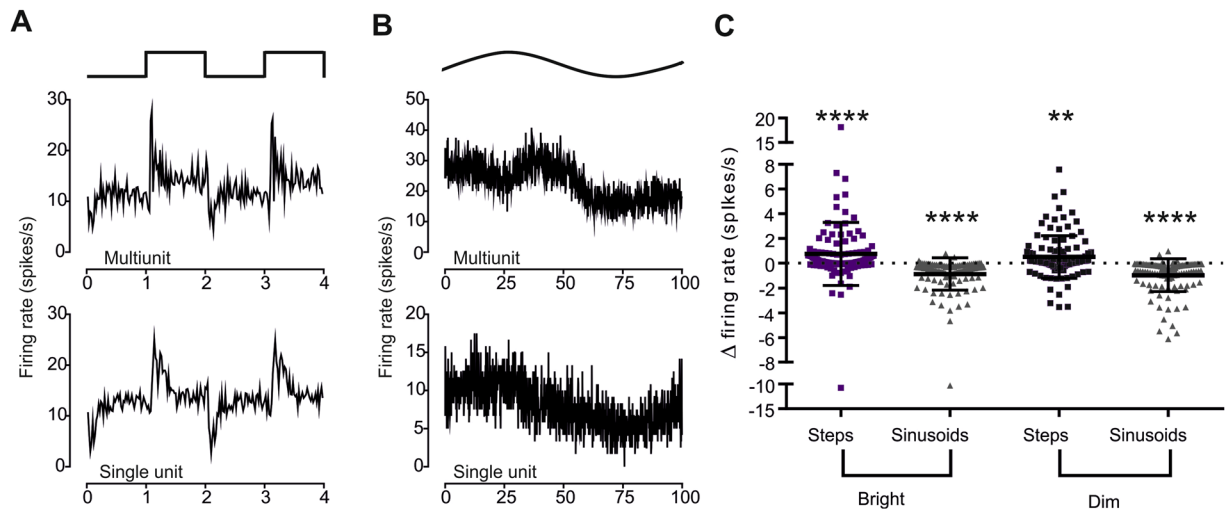 A
B
C
Firing rate (spikes/s)
30
20
10
0
Multiunit
0 1 2 3 4
30
20
10
0
Single unit
0 1 2 3 4
Firing rate (spikes/s)
50
40
30
20
10
0
Multiunit
0 25 50 75 100
15
10
5
0
Single unit
0 25 50 75 100
Δ firing rate (spikes/s)
20
15
8
4
2
0
-2
-4
-6
-8
-10
-15
****
****
**
****
Steps Sinusoids Steps Sinusoids
Bright Dim